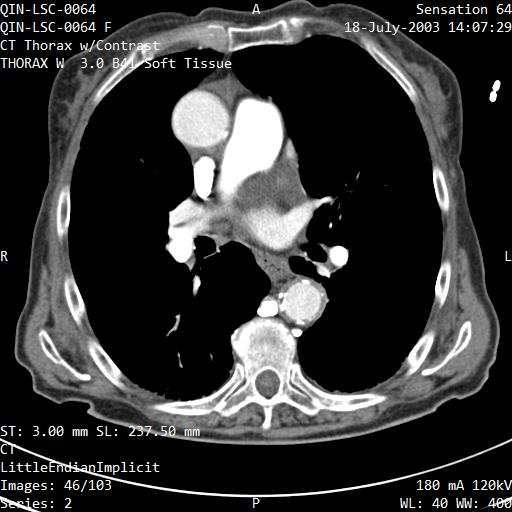 QIN-LSC-0064
A
Sensation 64
QIN-LSC-0064 F
18-July-2003 14:07:29
CT Thorax w/Contrast
THORAX W 3.0 B41 Soft Tissue
R
L
ST: 3.00 mm SL: 237.50 mm
CT
LittleEndianImplicit
Images: 46/103
180 mA 120kV
Series: 2
P
WL: 40 WW: 400